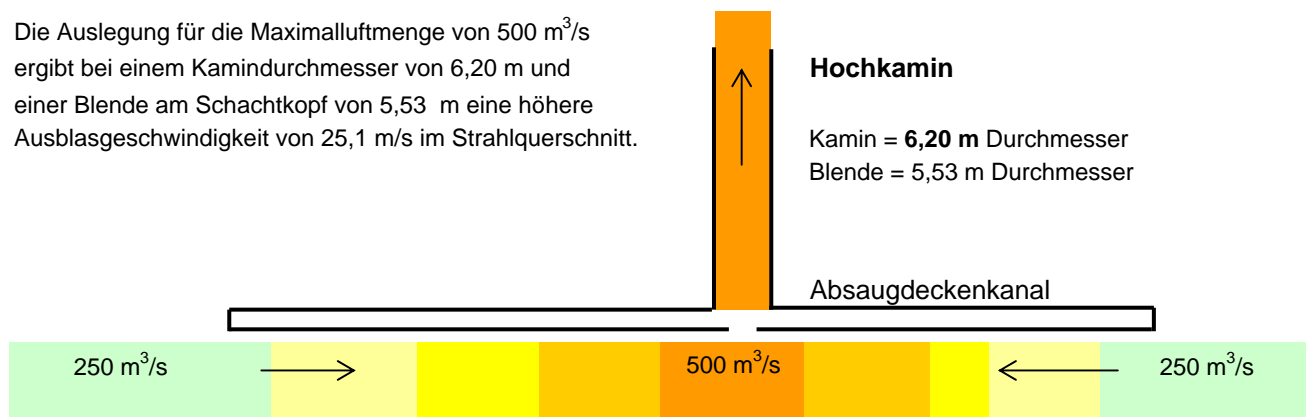 Die Auslegung für die Maximalluftmenge von 500 m³/s
ergibt bei einem Kamindurchmesser von 6,20 m und
einer Blende am Schachtkopf von 5,53 m eine höhere
Ausblasgeschwindigkeit von 25,1 m/s im Strahlquerschnitt.
Hochkamin
Kamin = 6,20 m Durchmesser
Blende = 5,53 m Durchmesser
Absaugdeckenkanal
250 m³/s
500 m³/s
250 m³/s